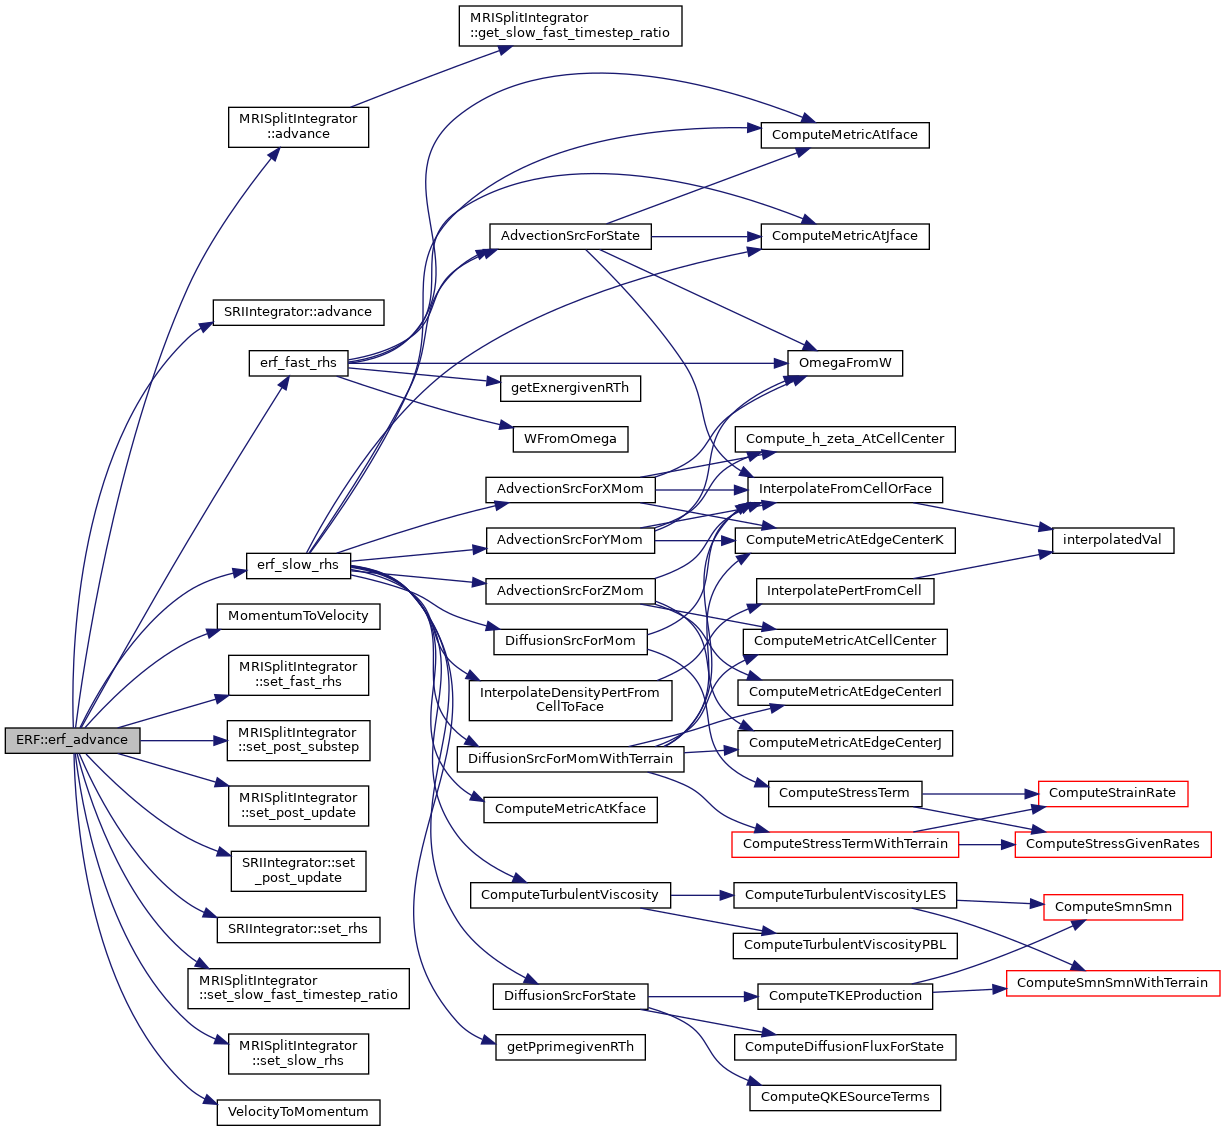 MRISplitIntegrator
::get_slow_fast_timestep_ratio
MRISplitIntegrator
::advance
ComputeMetricAtIface
AdvectionSrcForState
ComputeMetricAtJface
SRIIntegrator::advance
erf_fast_rhs
OmegaFromW
getExnergivenRTh
WFromOmega
Compute_h_zeta_AtCellCenter
AdvectionSrcForXMom
InterpolateFromCellOrFace
AdvectionSrcForYMom
ComputeMetricAtEdgeCenterK
interpolatedVal
erf_slow_rhs
AdvectionSrcForZMom
InterpolatePertFromCell
MomentumToVelocity
DiffusionSrcForMom
ComputeMetricAtCellCenter
MRISplitIntegrator
::set_fast_rhs
InterpolateDensityPertFrom
CellToFace
ComputeMetricAtEdgeCenterI
ERF::erf_advance
MRISplitIntegrator
::set_post_substep
DiffusionSrcForMomWithTerrain
ComputeMetricAtEdgeCenterJ
MRISplitIntegrator
::set_post_update
ComputeMetricAtKface
ComputeStressTerm
ComputeStrainRate
ComputeStressTermWithTerrain
ComputeStressGivenRates
SRIIntegrator::set
_post_update
ComputeTurbulentViscosity
ComputeTurbulentViscosityLES
ComputeSmnSmn
SRIIntegrator::set_rhs
ComputeTurbulentViscosityPBL
MRISplitIntegrator
::set_slow_fast_timestep_ratio
DiffusionSrcForState
ComputeTKEProduction
ComputeSmnSmnWithTerrain
MRISplitIntegrator
::set_slow_rhs
getPprimegivenRTh
ComputeDiffusionFluxForState
ComputeQKESourceTerms
VelocityToMomentum